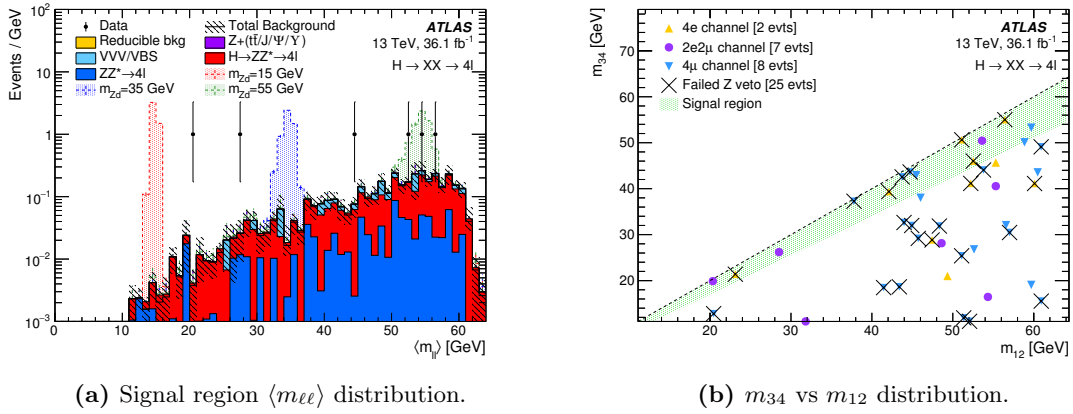 Events / GeV
10⁴
10³
10²
10
1
10⁻¹
10⁻²
10⁻³
Data
Total Background
ATLAS
Reducible bkg
Z+(tt̄/J/Ψ/Υ)
13 TeV, 36.1 fb⁻¹
VVV/VBS
H→ZZ*→4l
H→XX→4l
ZZ*→4l
m_Zd=15 GeV
m_Zd=35 GeV
m_Zd=55 GeV
0 10 20 30 40 50 60
⟨m_ll⟩ [GeV]
m₃₄ [GeV]
70
60
50
40
30
20
4e channel [2 evts]
ATLAS
2e2μ channel [7 evts]
13 TeV, 36.1 fb⁻¹
4μ channel [8 evts]
H → XX → 4l
Failed Z veto [25 evts]
Signal region
20 30 40 50 60
m₁₂ [GeV]
(a) Signal region ⟨m_ℓℓ⟩ distribution.
(b) m₃₄ vs m₁₂ distribution.